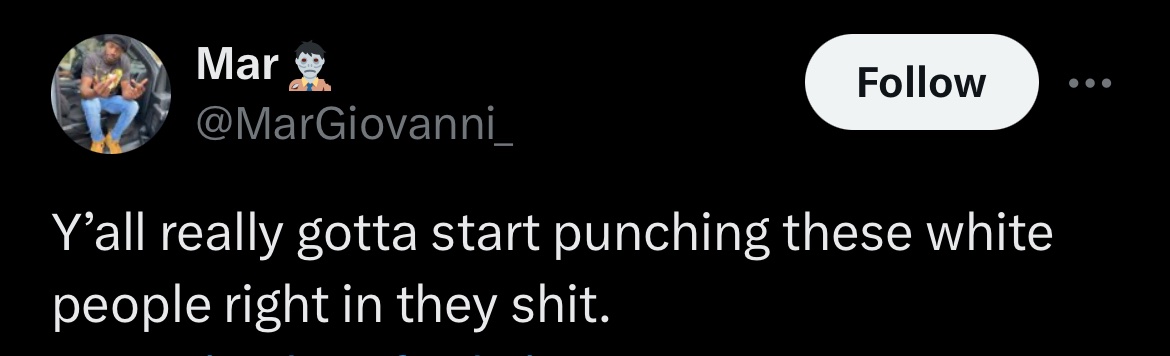 Mar 🧟‍♂️
@MarGiovanni_
Follow
Y’all really gotta start punching these white
people right in they shit.